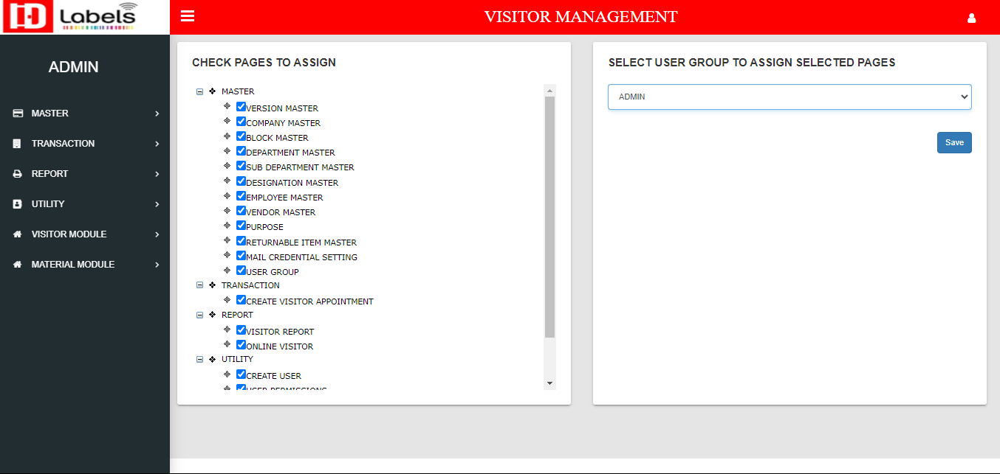 HD Labels
VISITOR MANAGEMENT
ADMIN
MASTER
TRANSACTION
REPORT
UTILITY
VISITOR MODULE
MATERIAL MODULE
CHECK PAGES TO ASSIGN
MASTER
VERSION MASTER
COMPANY MASTER
BLOCK MASTER
DEPARTMENT MASTER
SUB DEPARTMENT MASTER
DESIGNATION MASTER
EMPLOYEE MASTER
VENDOR MASTER
PURPOSE
RETURNABLE ITEM MASTER
MAIL CREDENTIAL SETTING
USER GROUP
TRANSACTION
CREATE VISITOR APPOINTMENT
REPORT
VISITOR REPORT
ONLINE VISITOR
UTILITY
CREATE USER
USER PERMISSIONS
SELECT USER GROUP TO ASSIGN SELECTED PAGES
ADMIN
Save